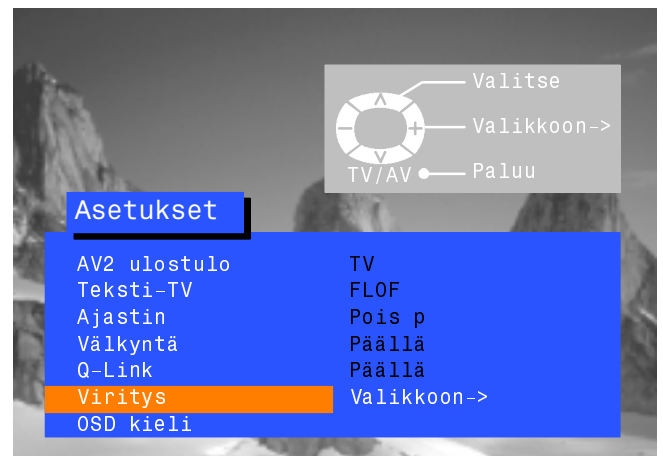 Valitse
Valikkoon->
TV/AV Paluu
Asetukset
AV2 ulostulo TV
Teksti-TV FLOF
Ajastin Pois p
Välkyntä Päällä
Q-Link Päällä
Viritys Valikkoon->
OSD kieli